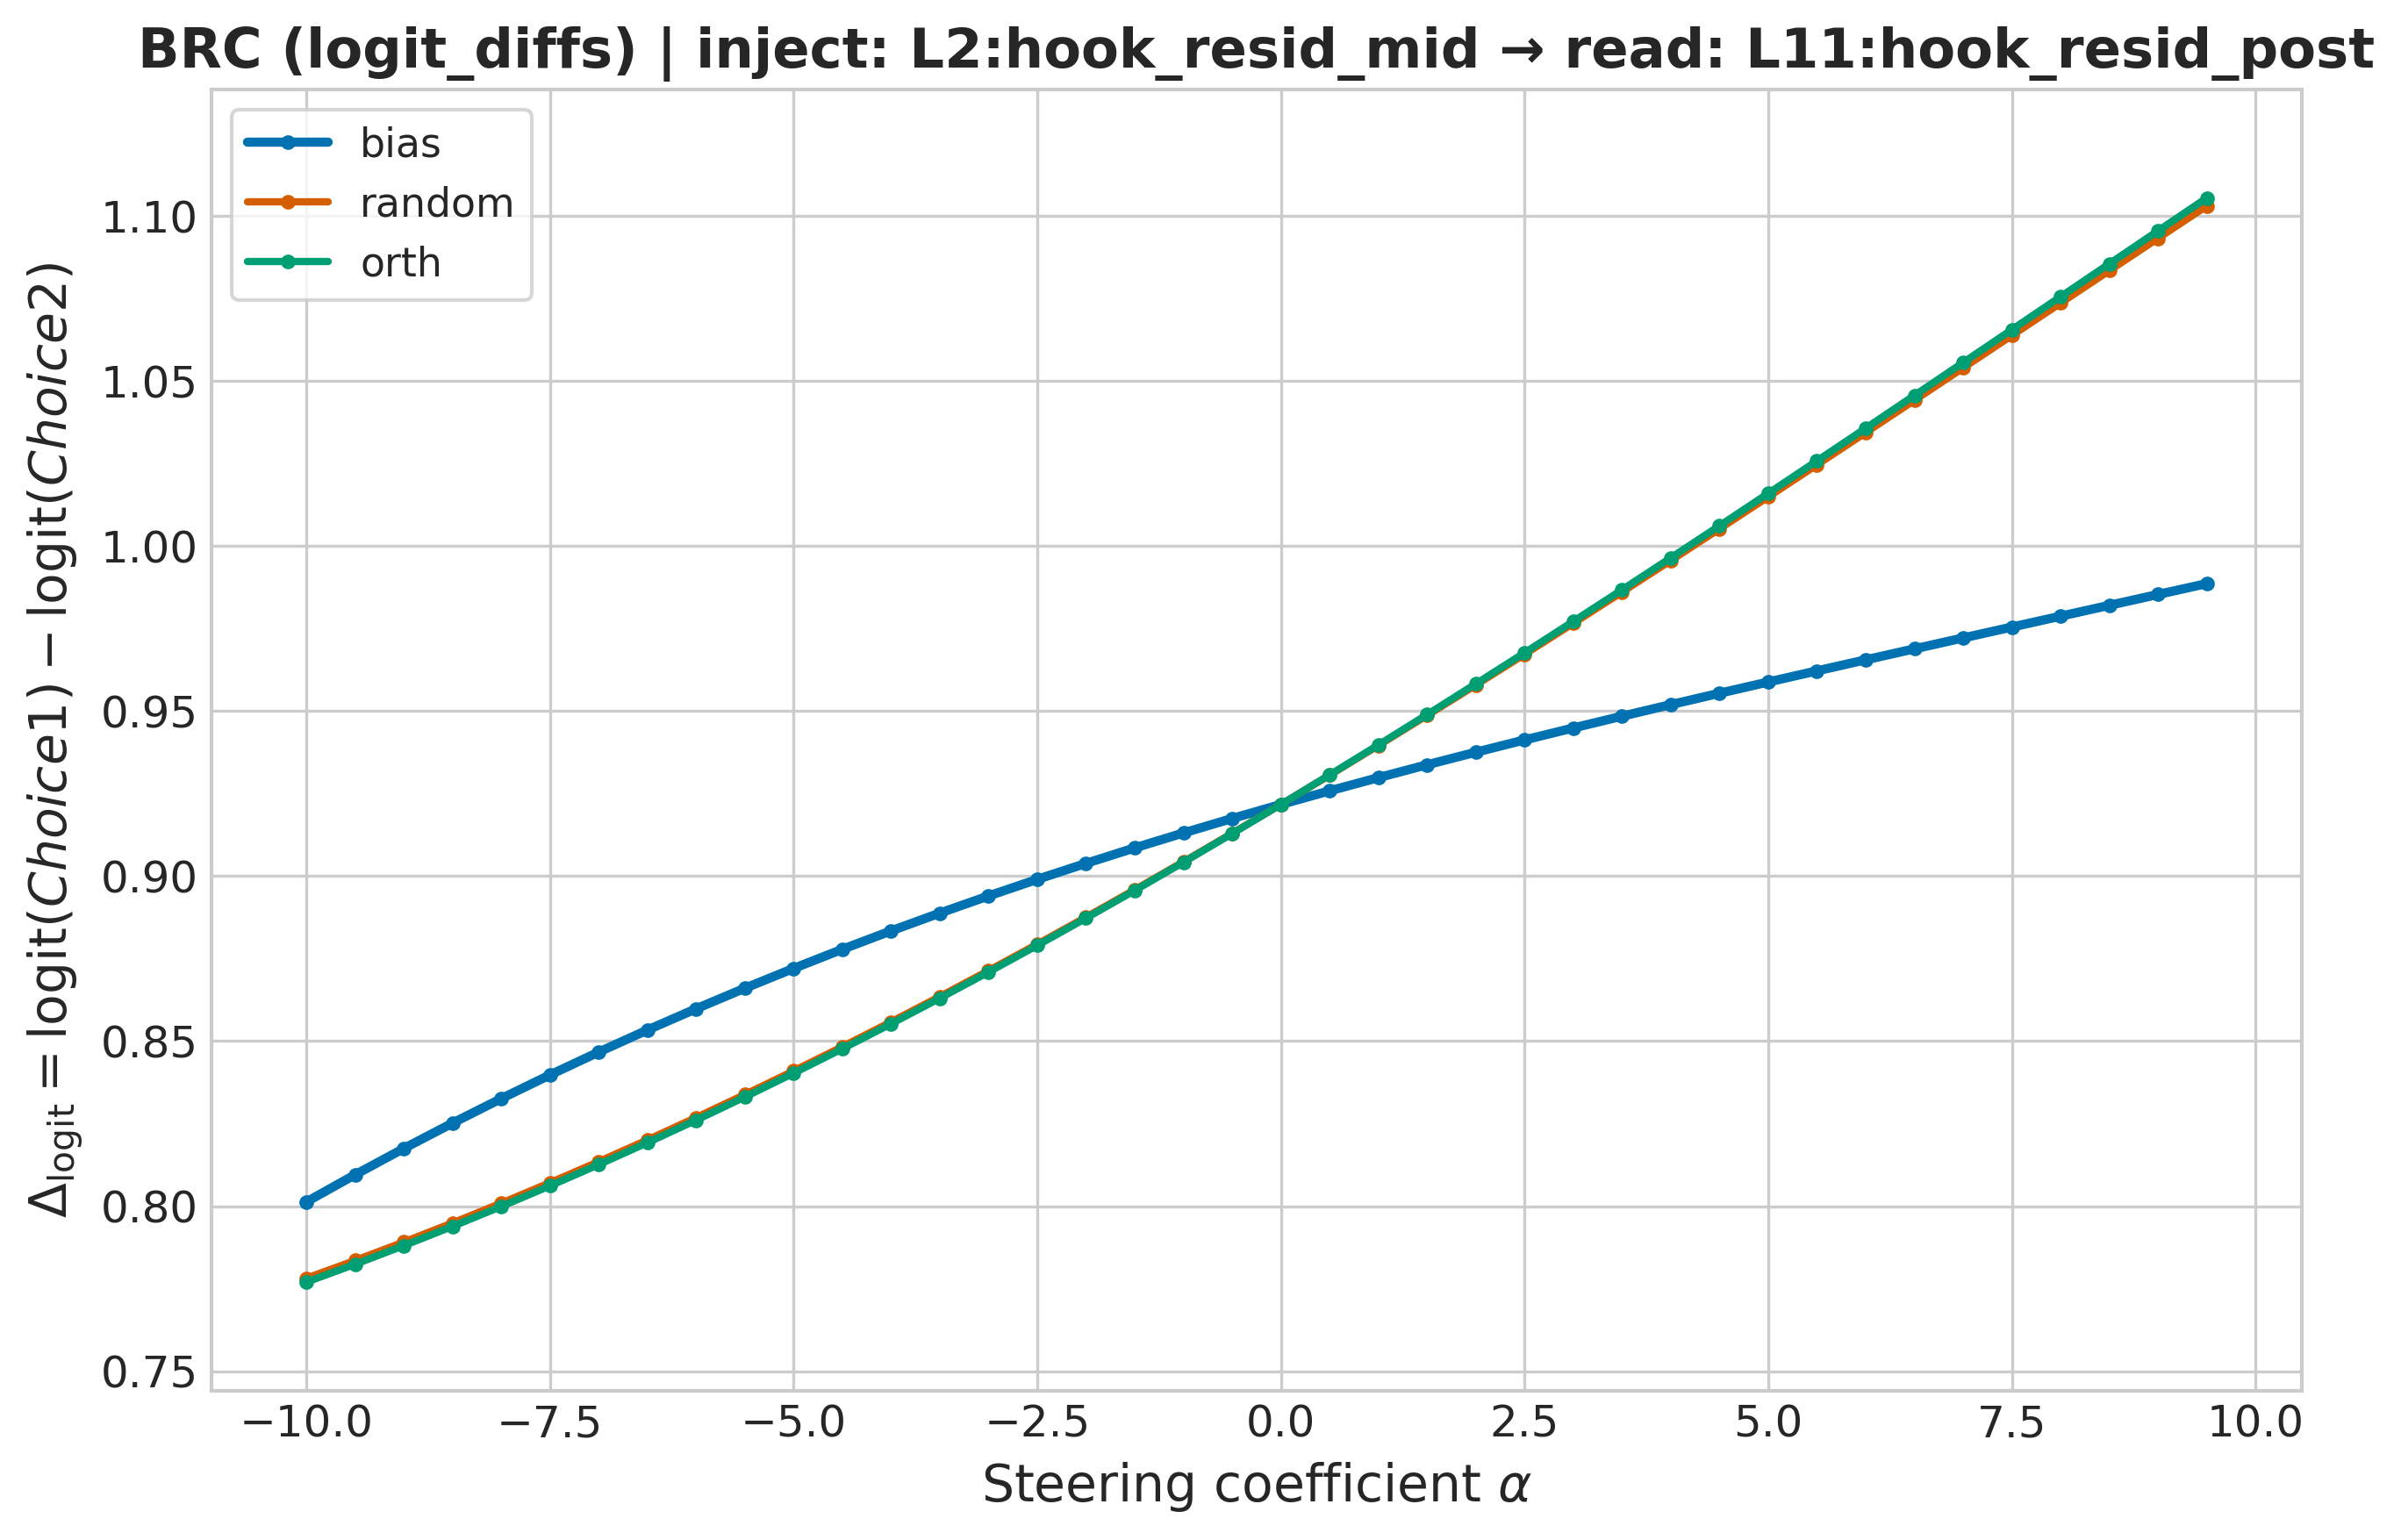 BRC (logit_diffs) | inject: L2:hook_resid_mid → read: L11:hook_resid_post
bias
random
orth
Δlogit = logit(Choice1) − logit(Choice2)
1.10
1.05
1.00
0.95
0.90
0.85
0.80
0.75
−10.0 −7.5 −5.0 −2.5 0.0 2.5 5.0 7.5 10.0
Steering coefficient α